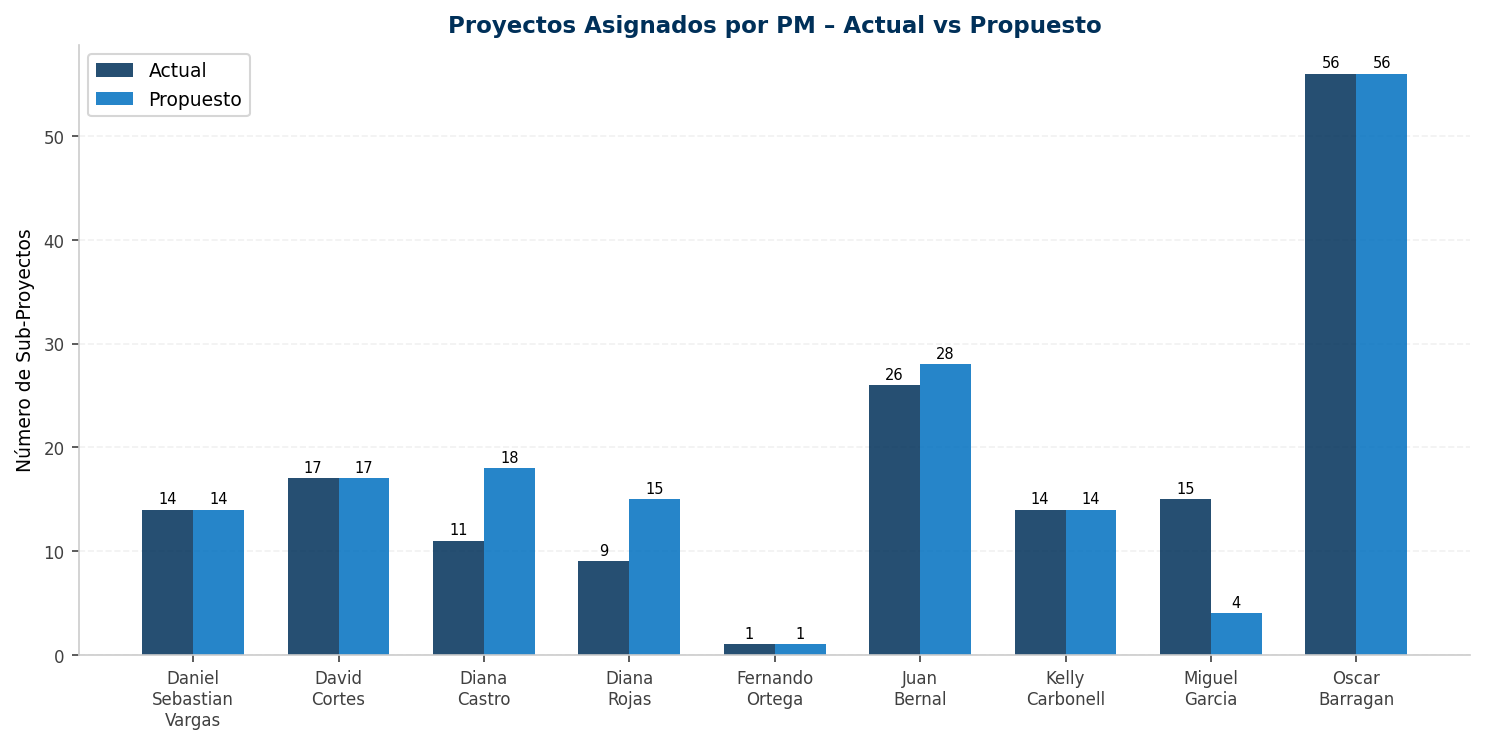 Proyectos Asignados por PM – Actual vs Propuesto
Actual
Propuesto
Número de Sub-Proyectos
50
40
30
20
10
0
14
14
17
17
11
18
9
15
1
1
26
28
14
14
15
4
56
56
Daniel
Sebastian
Vargas
David
Cortes
Diana
Castro
Diana
Rojas
Fernando
Ortega
Juan
Bernal
Kelly
Carbonell
Miguel
Garcia
Oscar
Barragan